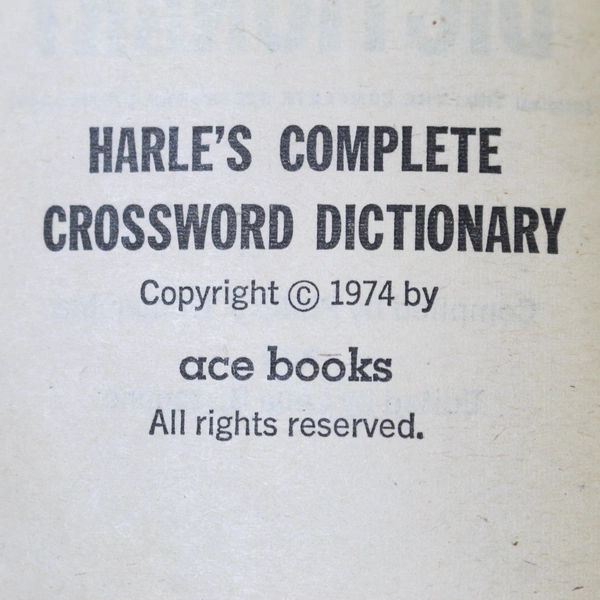 HARLE'S COMPLETE
CROSSWORD DICTIONARY
Copyright © 1974 by
ace books
All rights reserved.